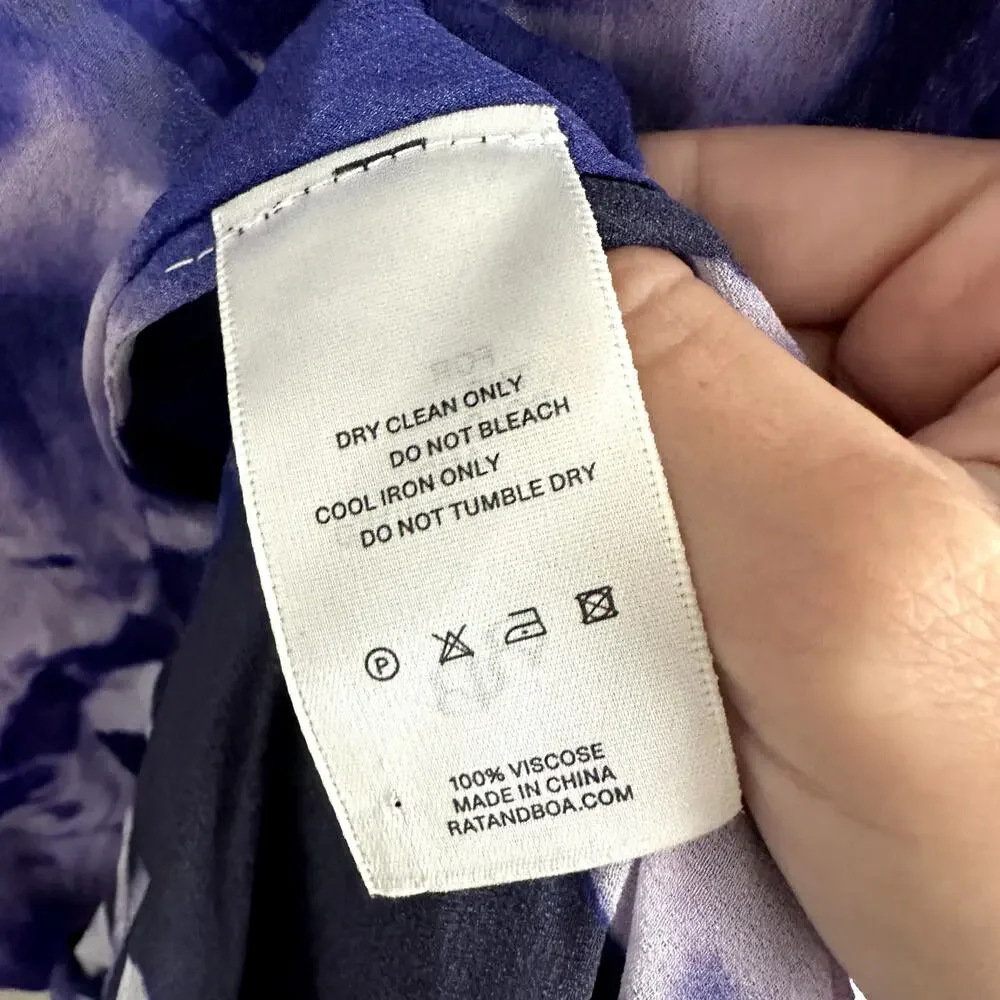 DRY CLEAN ONLY
DO NOT BLEACH
COOL IRON ONLY
DO NOT TUMBLE DRY
P
100% VISCOSE
MADE IN CHINA
RATANDBOA.COM